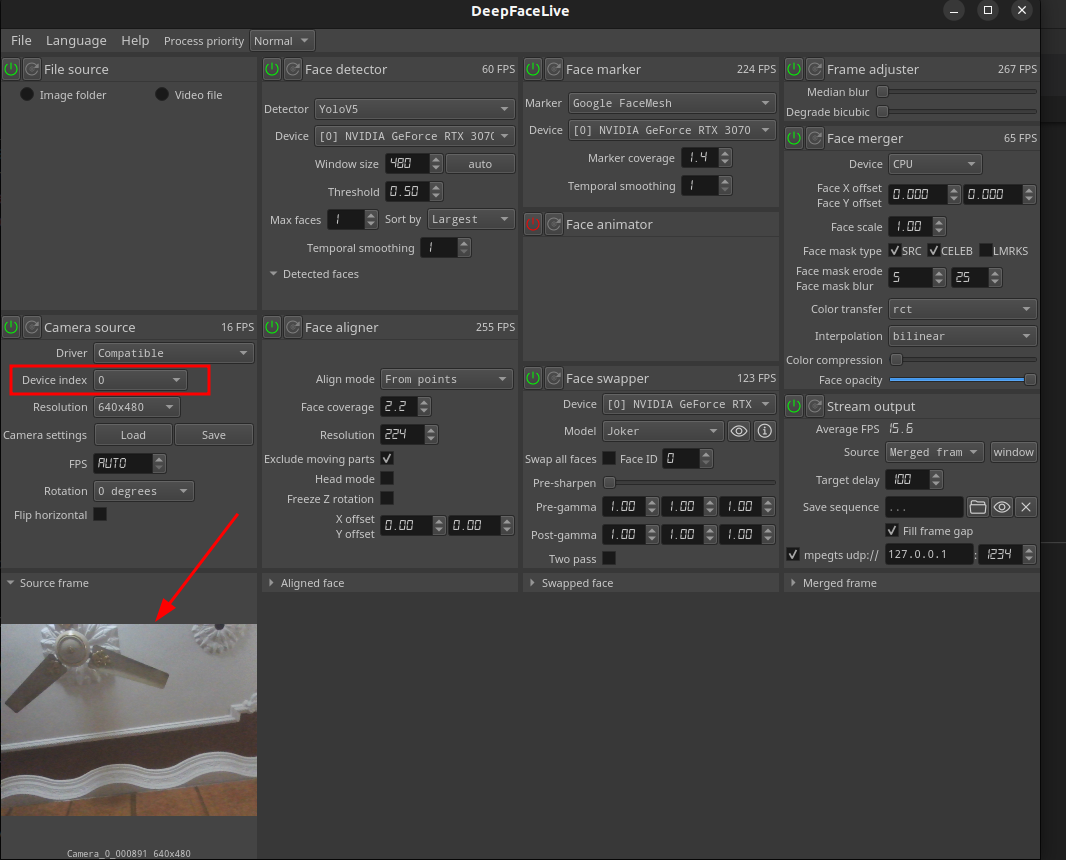 DeepFaceLive
File Language Help Process priority Normal
File source
Image folder Video file
Camera source 16 FPS
Driver Compatible
Device index 0
Resolution 640x480
Camera settings Load Save
FPS AUTO
Rotation 0 degrees
Flip horizontal
Source frame
Camera_0_000891 640x480
Face detector 60 FPS
Detector YoloV5
Device [0] NVIDIA GeForce RTX 3070
Window size 480 auto
Threshold 0.50
Max faces 1 Sort by Largest
Temporal smoothing 1
Detected faces
Face aligner 255 FPS
Align mode From points
Face coverage 2.2
Resolution 224
Exclude moving parts
Head mode
Freeze Z rotation
X offset
Y offset
0.00 0.00
Aligned face
Face marker 224 FPS
Marker Google FaceMesh
Device [0] NVIDIA GeForce RTX 3070
Marker coverage 1.4
Temporal smoothing 1
Face animator
Face swapper 123 FPS
Device [0] NVIDIA GeForce RTX
Model Joker
Swap all faces Face ID 0
Pre-sharpen
Pre-gamma 1.00 1.00 1.00
Post-gamma 1.00 1.00 1.00
Two pass
Swapped face
Frame adjuster 267 FPS
Median blur
Degrade bicubic
Face merger 65 FPS
Device CPU
Face X offset
Face Y offset
0.000 0.000
Face scale 1.00
Face mask type SRC CELEB LMRKS
Face mask erode
Face mask blur
5 25
Color transfer rct
Interpolation bilinear
Color compression
Face opacity
Stream output
Average FPS 15.6
Source Merged fram window
Target delay 100
Save sequence ...
Fill frame gap
mpegts udp:// 127.0.0.1 : 1234
Merged frame